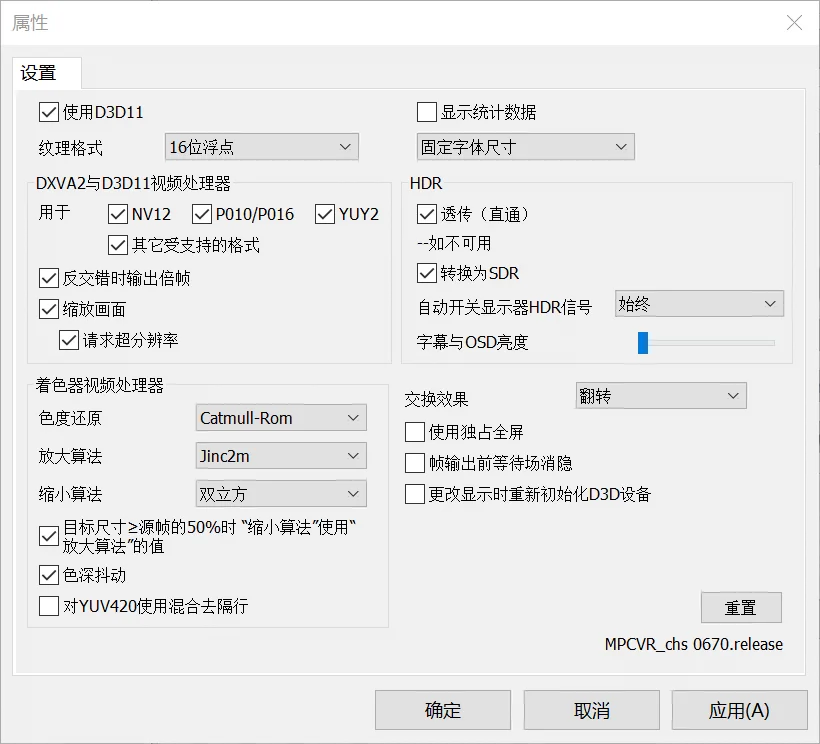 属性
设置
使用D3D11
纹理格式
16位浮点
DXVA2与D3D11视频处理器
用于
NV12
P010/P016
YUY2
其它受支持的格式
反交错时输出倍帧
缩放画面
请求超分辨率
着色器视频处理器
色度还原
Catmull-Rom
放大算法
Jinc2m
缩小算法
双立方
目标尺寸≥源帧的50%时 “缩小算法”使用“
放大算法”的值
色深抖动
对YUV420使用混合去隔行
显示统计数据
固定字体尺寸
HDR
透传（直通）
--如不可用
转换为SDR
自动开关显示器HDR信号
始终
字幕与OSD亮度
交换效果
翻转
使用独占全屏
帧输出前等待场消隐
更改显示时重新初始化D3D设备
重置
MPCVR_chs 0670.release
确定
取消
应用(A)